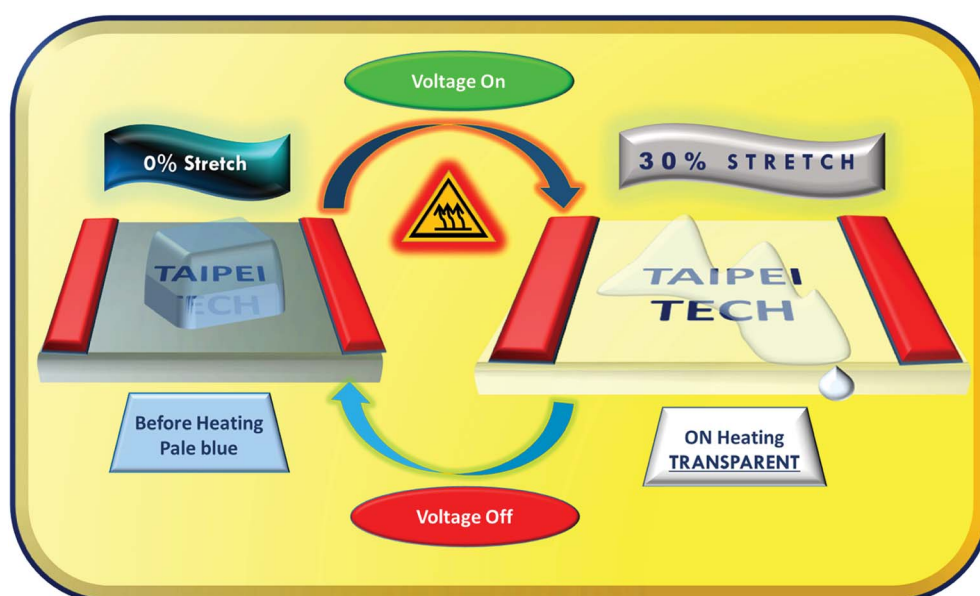 Voltage On
0% Stretch
30% STRETCH
TAIPEI
TECH
TAIPEI
TECH
Before Heating
Pale blue
ON Heating
TRANSPARENT
Voltage Off